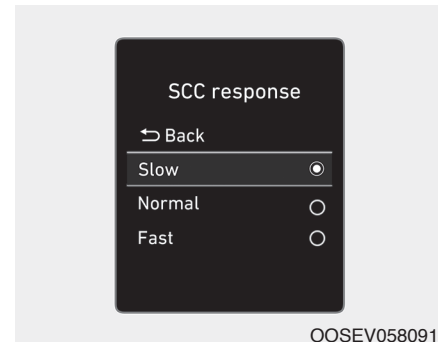 SCC response
⮌ Back
Slow
Normal
Fast
OOSEV058091